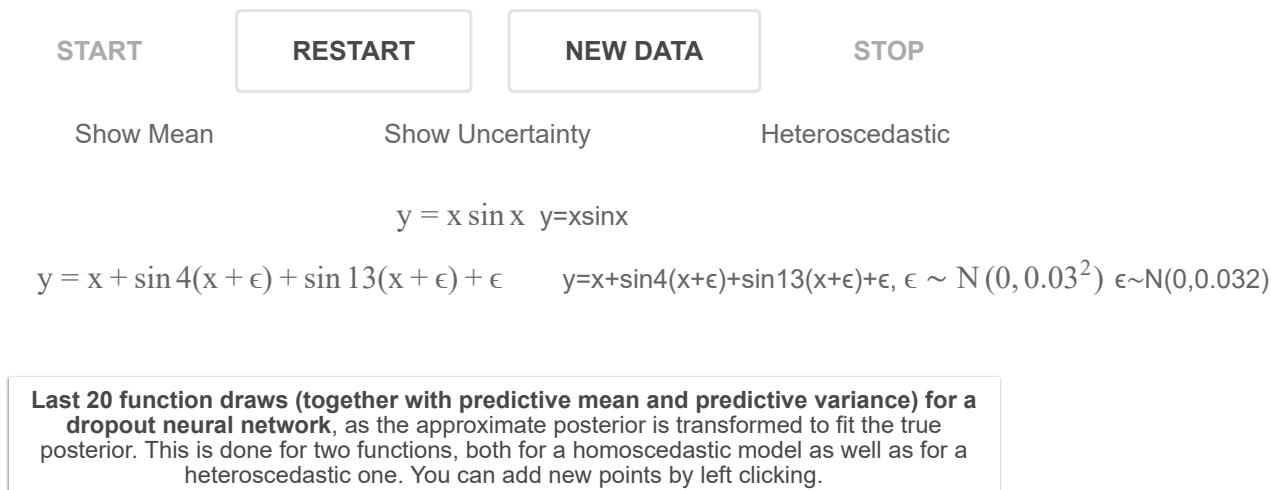 START RESTART NEW DATA STOP
Show Mean Show Uncertainty Heteroscedastic
y = x sin x y=xsinx
y = x + sin 4(x + ϵ) + sin 13(x + ϵ) + ϵ y=x+sin4(x+ϵ)+sin13(x+ϵ)+ϵ, ϵ ∼ N (0, 0.03²) ϵ~N(0,0.032)
Last 20 function draws (together with predictive mean and predictive variance) for a
dropout neural network, as the approximate posterior is transformed to fit the true
posterior. This is done for two functions, both for a homoscedastic model as well as for a
heteroscedastic one. You can add new points by left clicking.